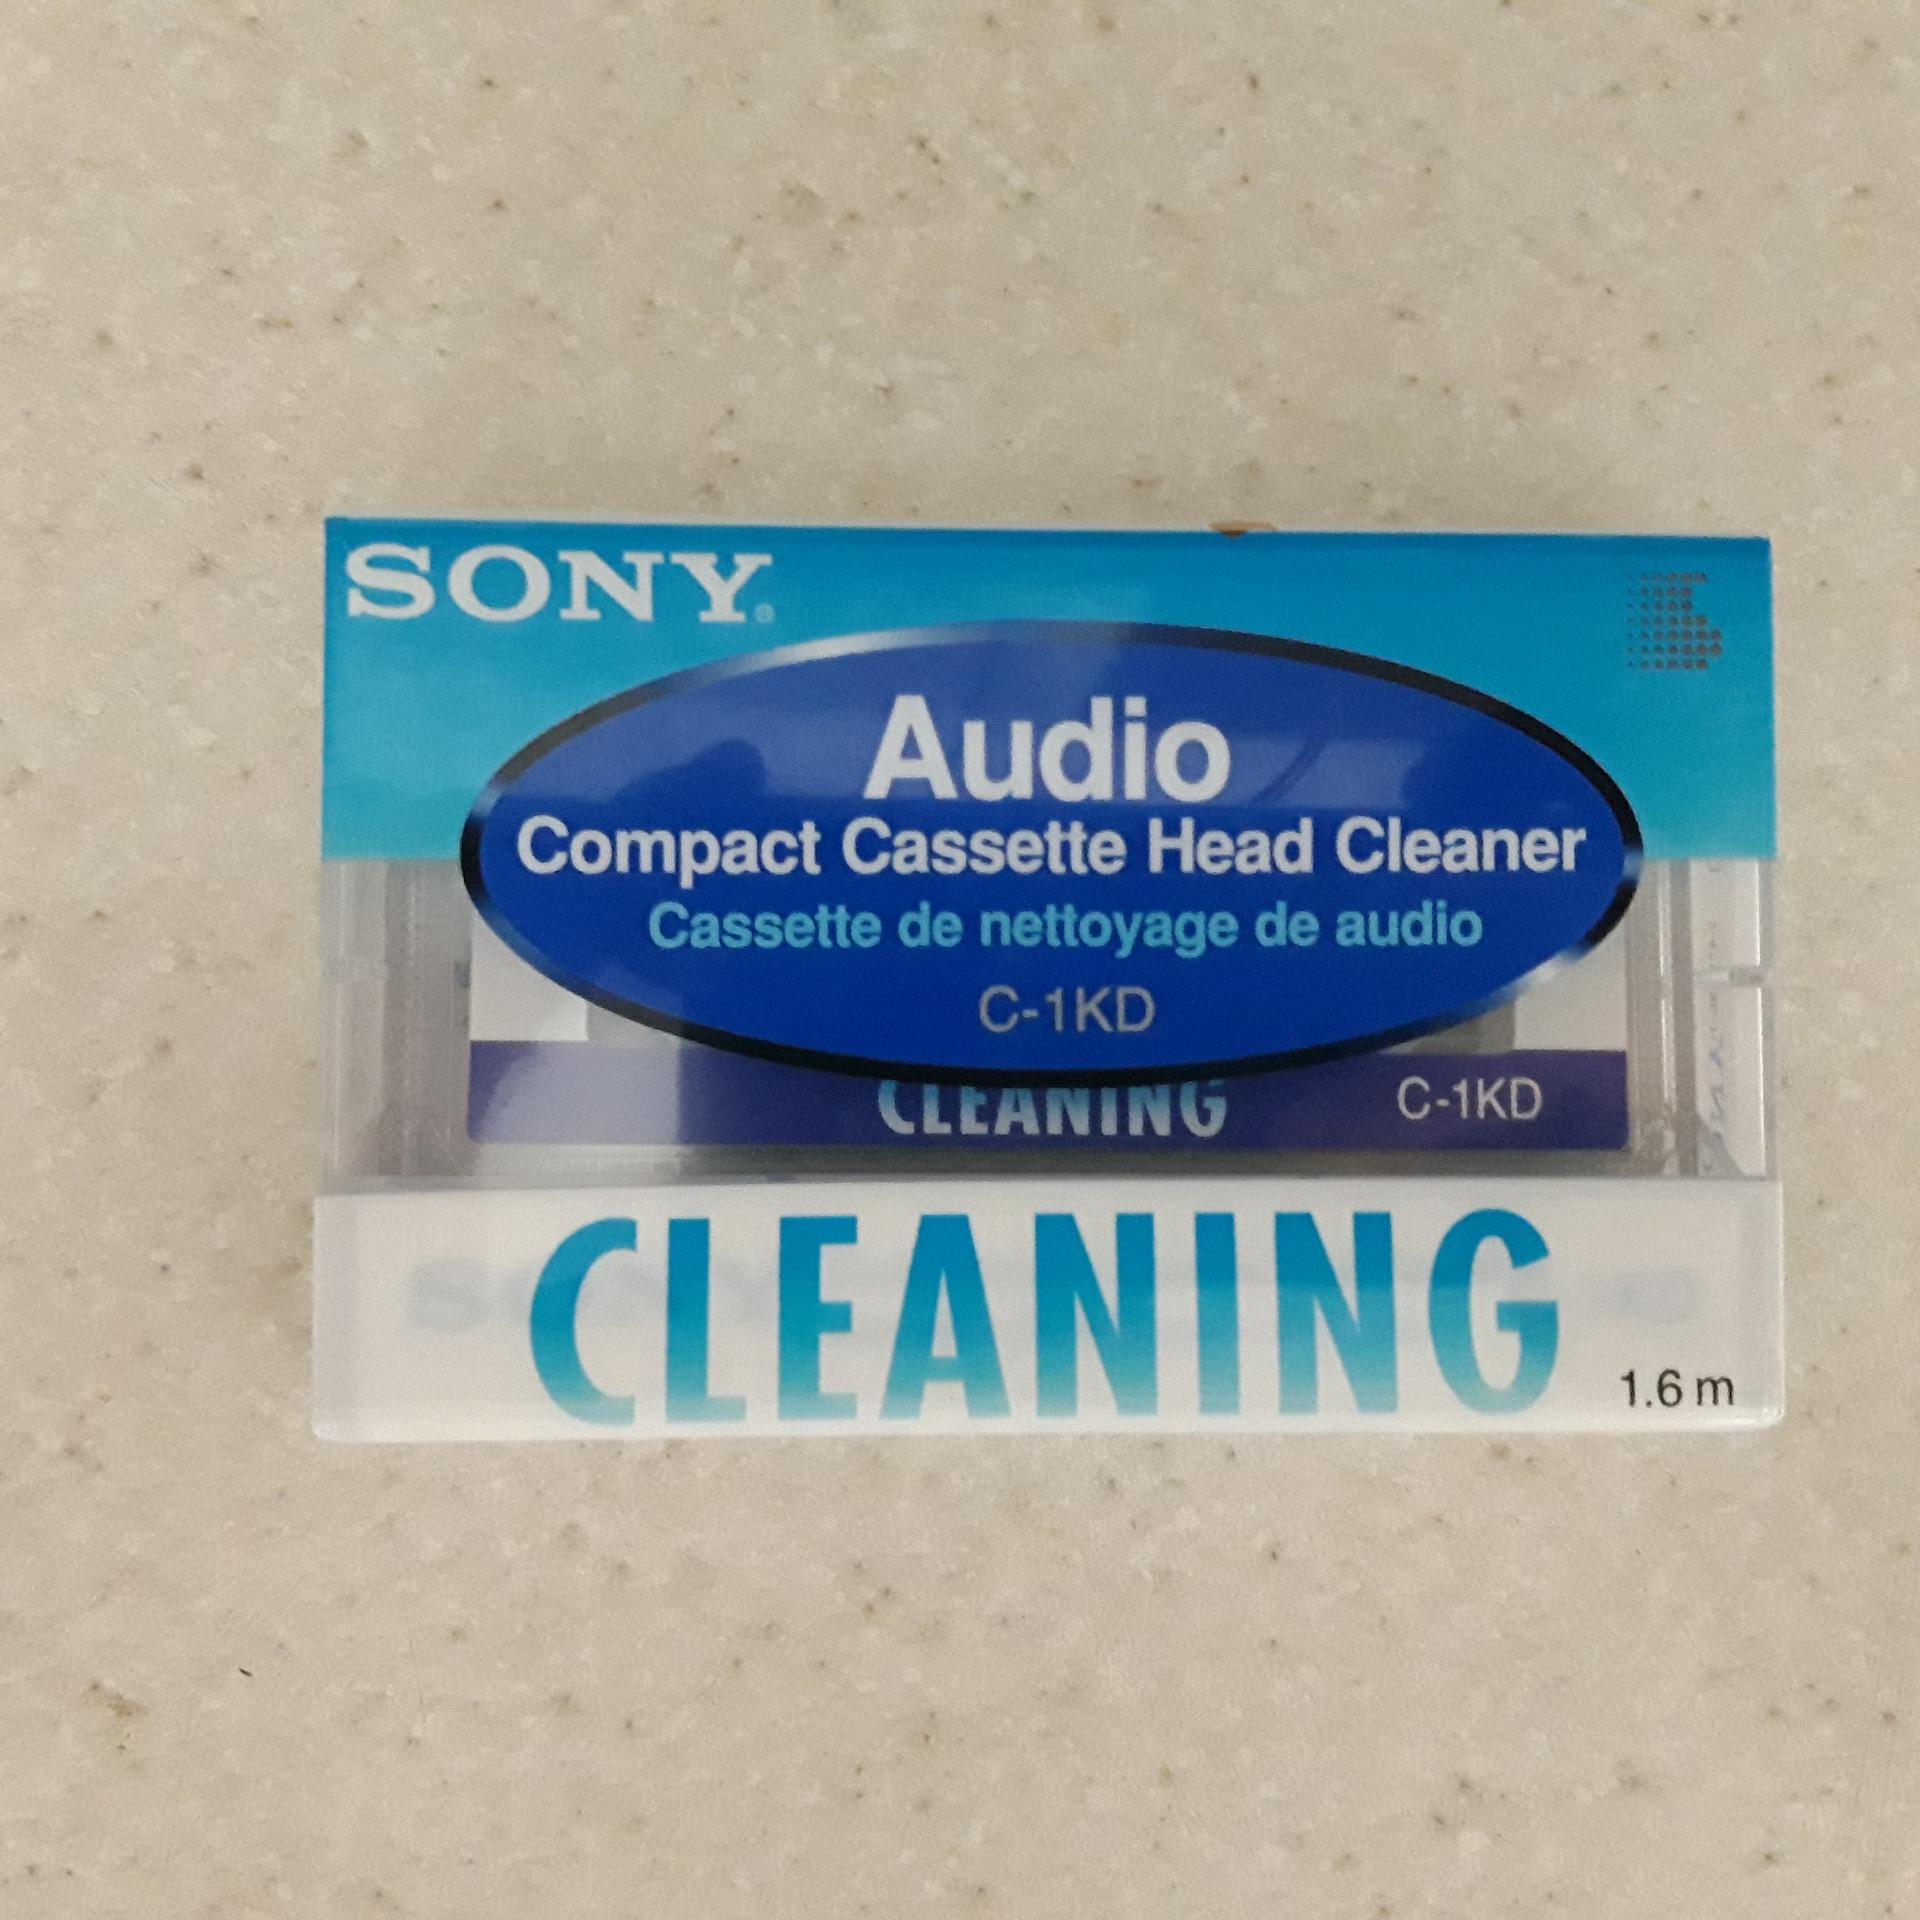 SONY®
Audio
Compact Cassette Head Cleaner
Cassette de nettoyage de audio
C-1KD
CLEANING C-1KD
CLEANING
1.6 m